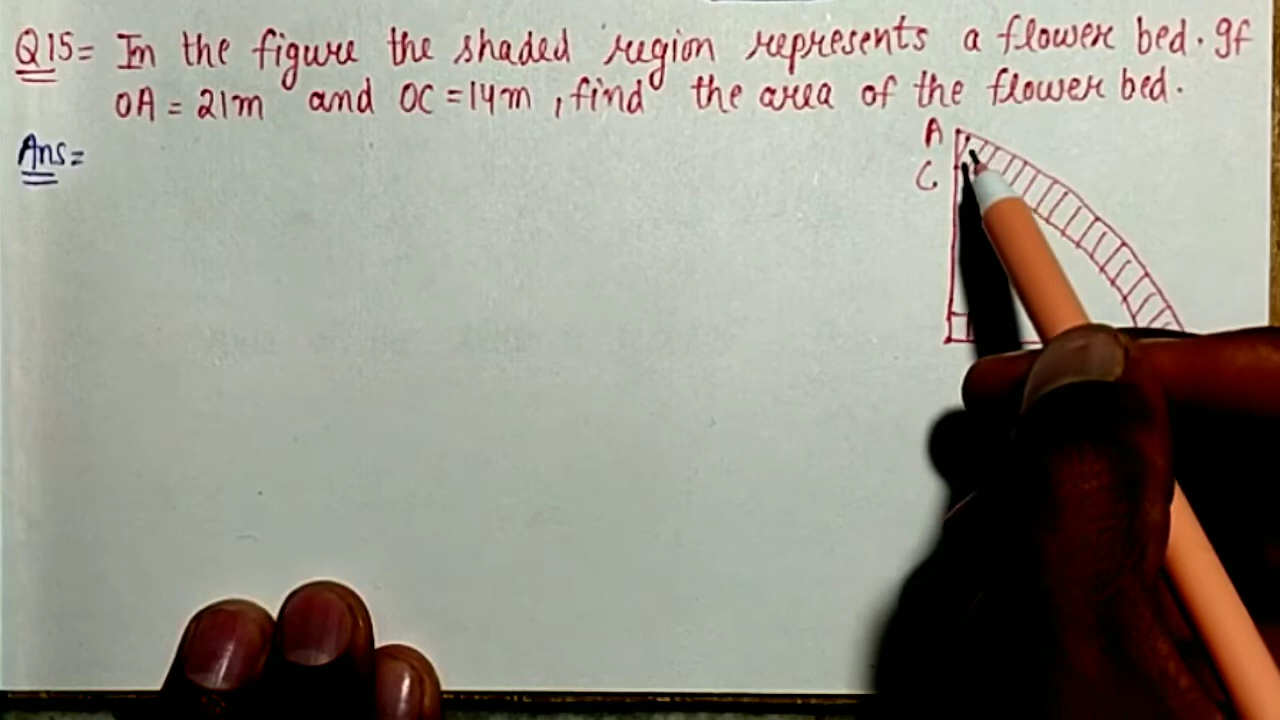 Q15= In the figure the shaded region represents a flower bed. If
OA = 21m and OC = 14m, find the area of the flower bed.
Ans=
A
C